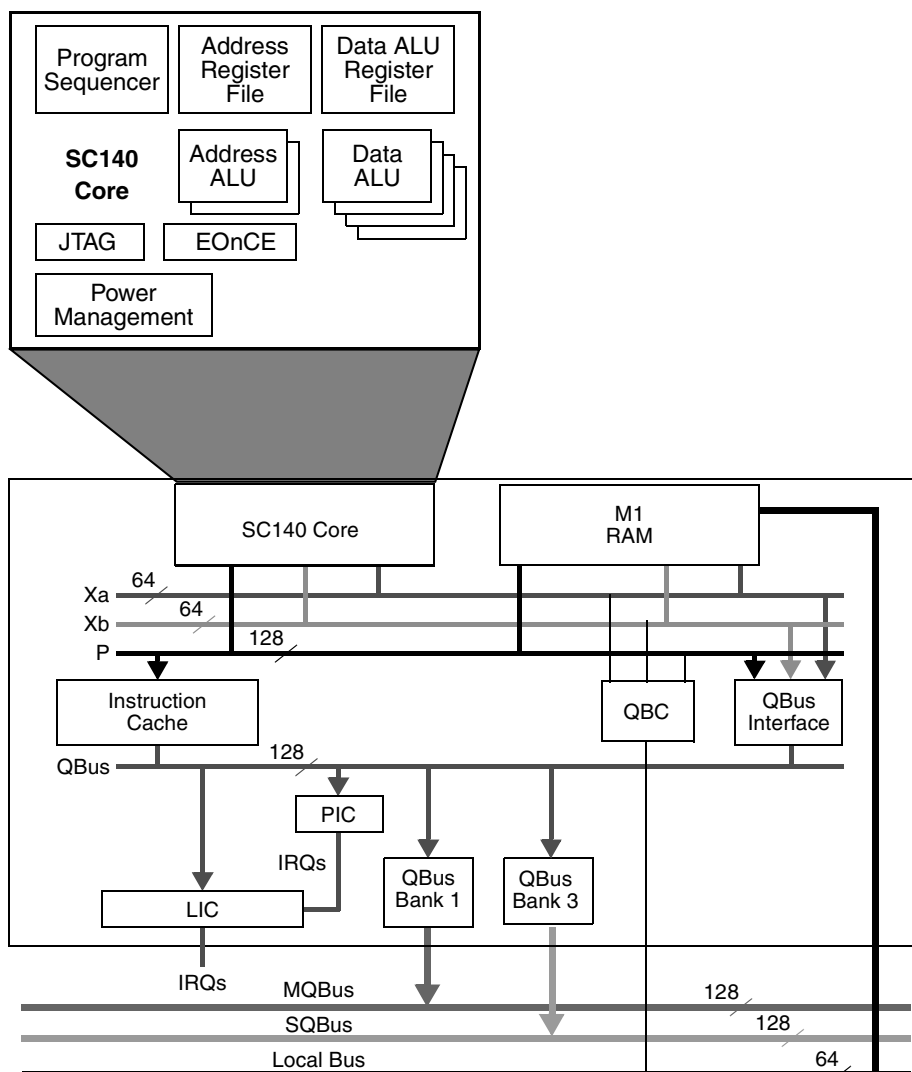 Program
Sequencer
Address
Register
File
Data ALU
Register
File
SC140
Core
Address
ALU
Data
ALU
JTAG
EOnCE
Power
Management
SC140 Core
M1
RAM
Xa
64
Xb
64
P
128
Instruction
Cache
QBC
QBus
Interface
QBus
128
PIC
IRQs
QBus
Bank 1
QBus
Bank 3
LIC
IRQs
MQBus
128
SQBus
128
Local Bus
64